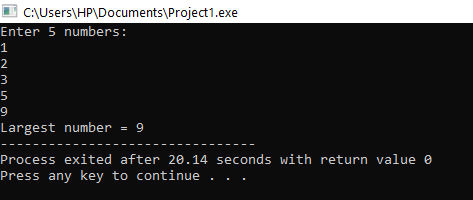 C:\Users\HP\Documents\Project1.exe
Enter 5 numbers:
1
2
3
5
9
Largest number = 9
--------------------------------
Process exited after 20.14 seconds with return value 0
Press any key to continue . . .